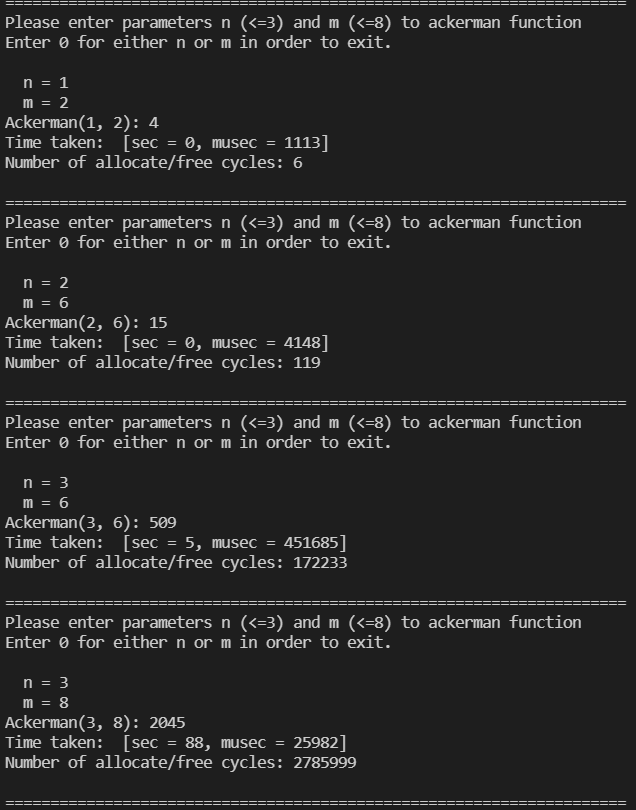 =====================================================================
Please enter parameters n (<=3) and m (<=8) to ackerman function
Enter 0 for either n or m in order to exit.
n = 1
m = 2
Ackerman(1, 2): 4
Time taken:  [sec = 0, musec = 1113]
Number of allocate/free cycles: 6
=====================================================================
Please enter parameters n (<=3) and m (<=8) to ackerman function
Enter 0 for either n or m in order to exit.
n = 2
m = 6
Ackerman(2, 6): 15
Time taken:  [sec = 0, musec = 4148]
Number of allocate/free cycles: 119
=====================================================================
Please enter parameters n (<=3) and m (<=8) to ackerman function
Enter 0 for either n or m in order to exit.
n = 3
m = 6
Ackerman(3, 6): 509
Time taken:  [sec = 5, musec = 451685]
Number of allocate/free cycles: 172233
=====================================================================
Please enter parameters n (<=3) and m (<=8) to ackerman function
Enter 0 for either n or m in order to exit.
n = 3
m = 8
Ackerman(3, 8): 2045
Time taken:  [sec = 88, musec = 25982]
Number of allocate/free cycles: 2785999
=====================================================================